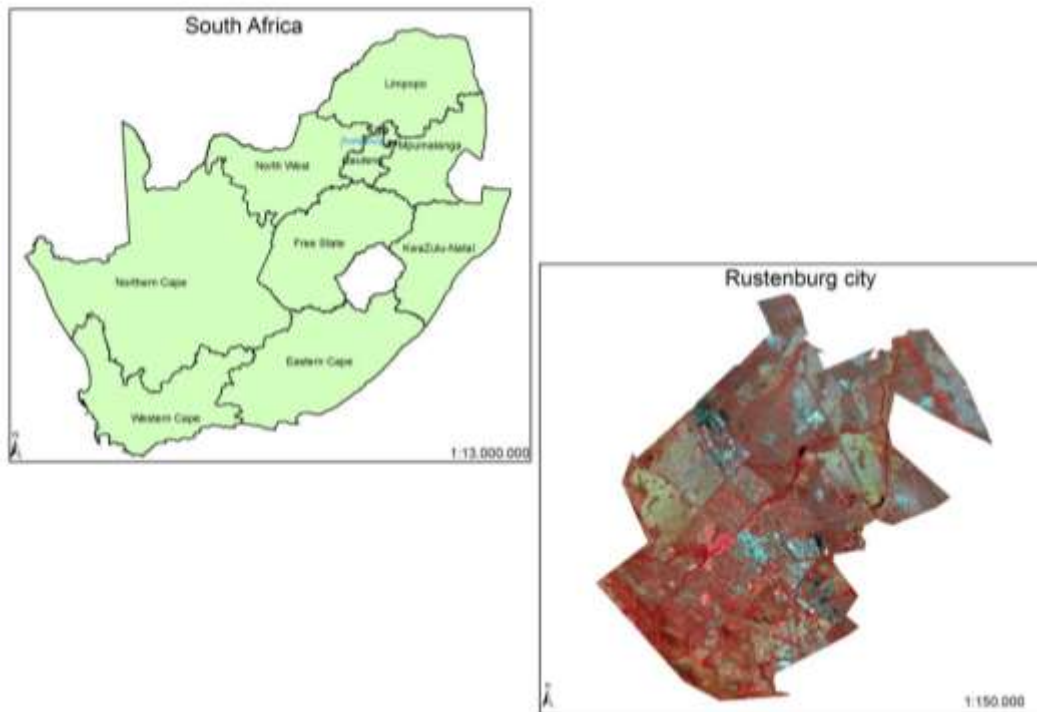 South Africa
Limpopo
Mpumalanga
North West
Gauteng
Free State
KwaZulu-Natal
Northern Cape
Eastern Cape
Western Cape
1:13.000.000
Rustenburg city
1:150.000